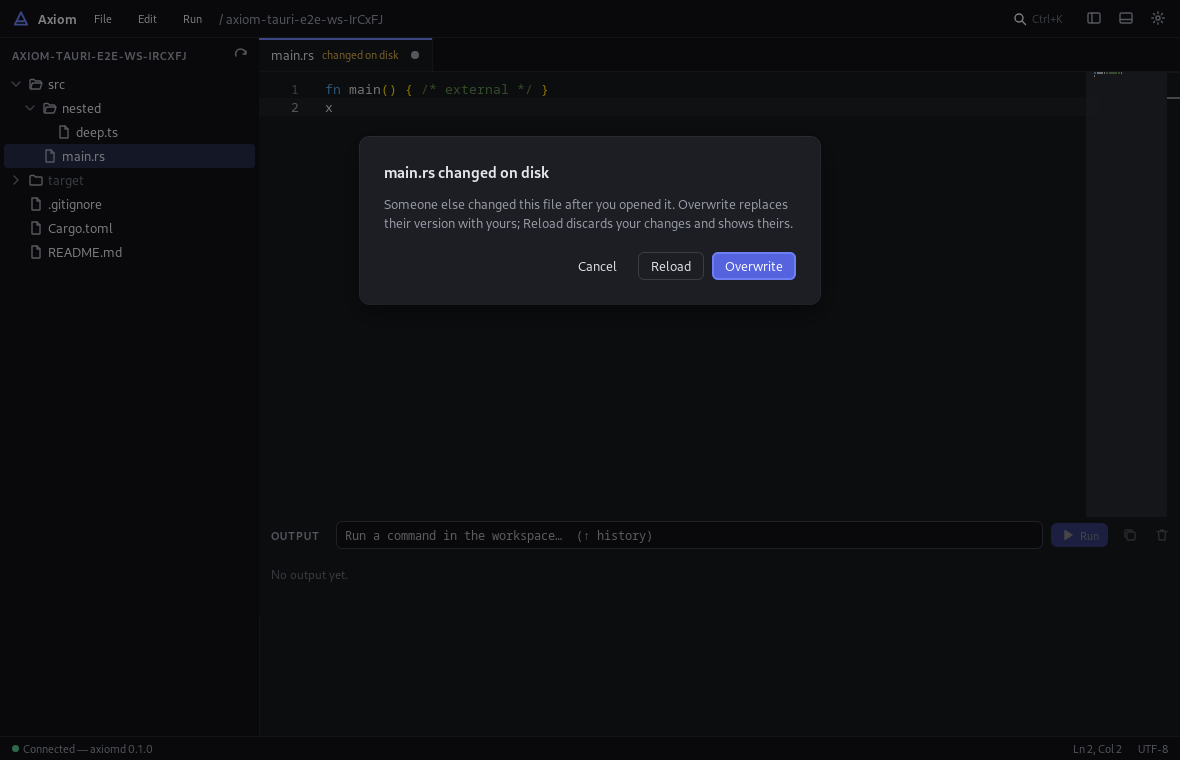 Axiom File Edit Run / axiom-tauri-e2e-ws-IrCxFJ Ctrl+K
AXIOM-TAURI-E2E-WS-IRCXFJ
src
nested
deep.ts
main.rs
target
.gitignore
Cargo.toml
README.md
main.rs changed on disk
1 fn main() { /* external */ }
2 x
main.rs changed on disk
Someone else changed this file after you opened it. Overwrite replaces
their version with yours; Reload discards your changes and shows theirs.
Cancel Reload Overwrite
OUTPUT Run a command in the workspace… (↑ history) Run
No output yet.
Connected — axiomd 0.1.0 Ln 2, Col 2 UTF-8